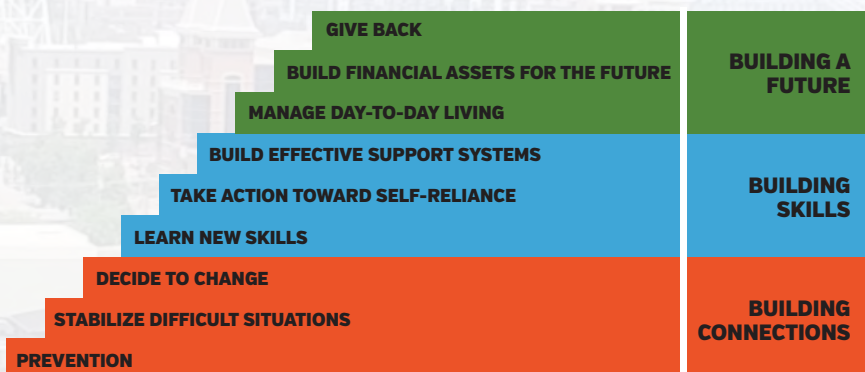 GIVE BACK
BUILD FINANCIAL ASSETS FOR THE FUTURE
MANAGE DAY-TO-DAY LIVING
BUILDING A
FUTURE
BUILD EFFECTIVE SUPPORT SYSTEMS
TAKE ACTION TOWARD SELF-RELIANCE
LEARN NEW SKILLS
BUILDING
SKILLS
DECIDE TO CHANGE
STABILIZE DIFFICULT SITUATIONS
PREVENTION
BUILDING
CONNECTIONS